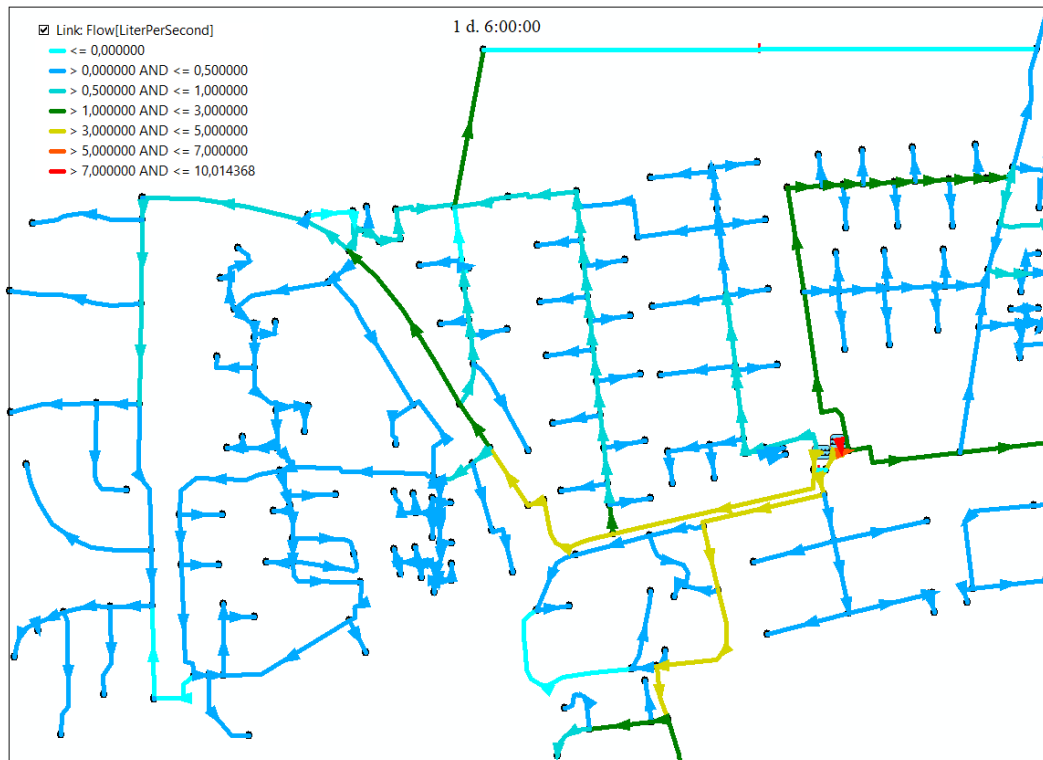 Link: Flow[LiterPerSecond]
1 d. 6:00:00
<= 0,000000
> 0,000000 AND <= 0,500000
> 0,500000 AND <= 1,000000
> 1,000000 AND <= 3,000000
> 3,000000 AND <= 5,000000
> 5,000000 AND <= 7,000000
> 7,000000 AND <= 10,014368